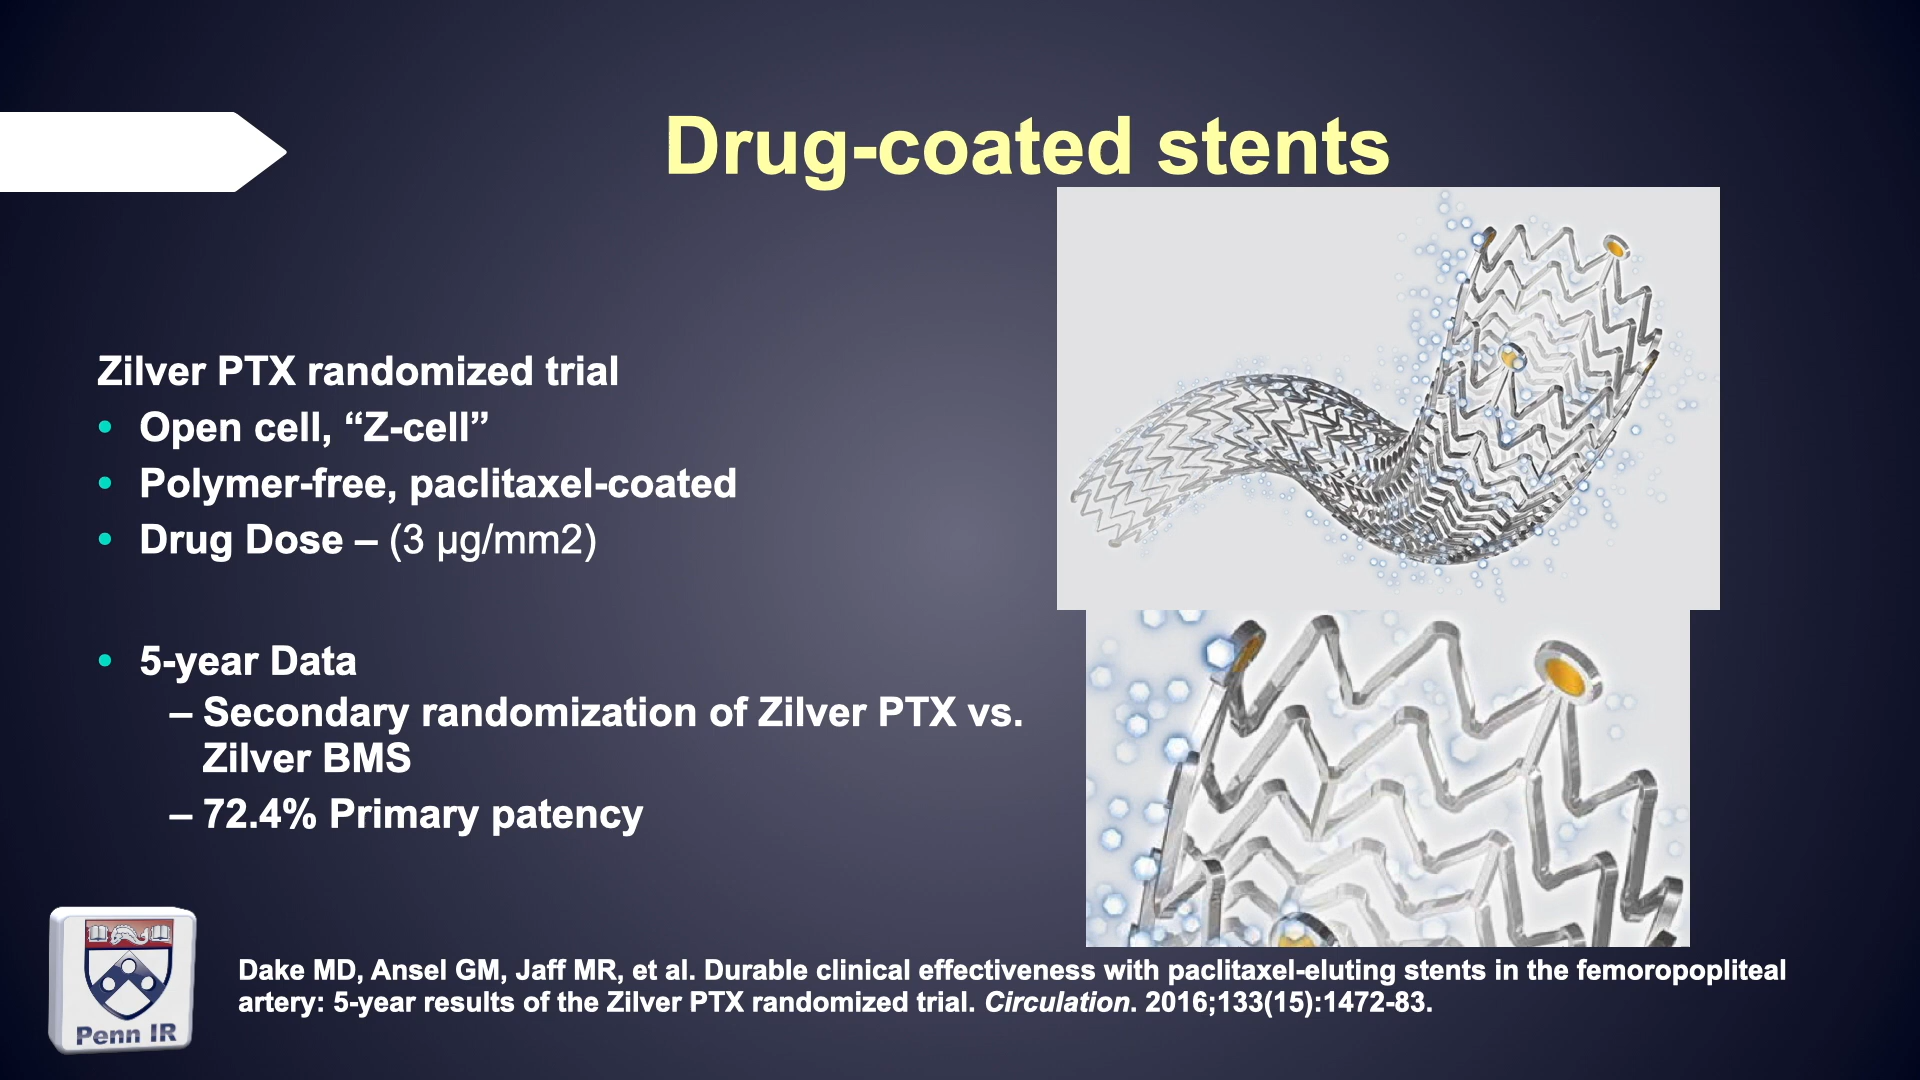 Drug-coated stents
Zilver PTX randomized trial
• Open cell, “Z-cell”
• Polymer-free, paclitaxel-coated
• Drug Dose – (3 µg/mm2)
• 5-year Data
– Secondary randomization of Zilver PTX vs.
Zilver BMS
– 72.4% Primary patency
Dake MD, Ansel GM, Jaff MR, et al. Durable clinical effectiveness with paclitaxel-eluting stents in the femoropopliteal
artery: 5-year results of the Zilver PTX randomized trial. Circulation. 2016;133(15):1472-83.
Penn IR